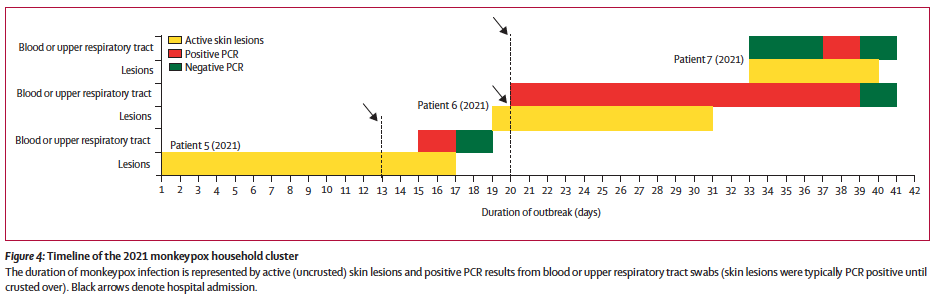 Active skin lesions
Positive PCR
Negative PCR
Blood or upper respiratory tract
Patient 7 (2021)
Lesions
Blood or upper respiratory tract
Patient 6 (2021)
Lesions
Blood or upper respiratory tract
Patient 5 (2021)
Lesions
1 2 3 4 5 6 7 8 9 10 11 12 13 14 15 16 17 18 19 20 21 22 23 24 25 26 27 28 29 30 31 32 33 34 35 36 37 38 39 40 41 42
Duration of outbreak (days)
Figure 4: Timeline of the 2021 monkeypox household cluster
The duration of monkeypox infection is represented by active (uncrusted) skin lesions and positive PCR results from blood or upper respiratory tract swabs (skin lesions were typically PCR positive until
crusted over). Black arrows denote hospital admission.